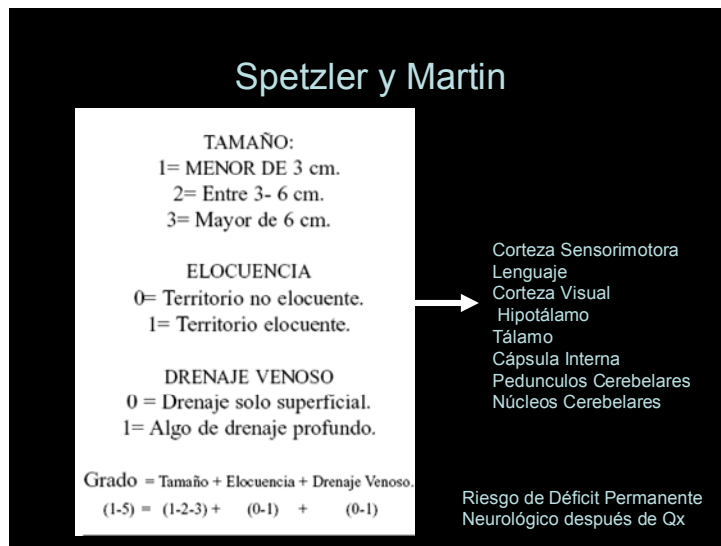 Spetzler y Martin
TAMAÑO:
1= MENOR DE 3 cm.
2= Entre 3- 6 cm.
3= Mayor de 6 cm.
ELOCUENCIA
0= Territorio no elocuente.
1= Territorio elocuente.
DRENAJE VENOSO
0 = Drenaje solo superficial.
1= Algo de drenaje profundo.
Grado = Tamaño + Elocuencia + Drenaje Venoso.
(1-5) = (1-2-3) + (0-1) + (0-1)
Corteza Sensorimotora
Lenguaje
Corteza Visual
Hipotálamo
Tálamo
Cápsula Interna
Pedunculos Cerebelares
Núcleos Cerebelares
Riesgo de Déficit Permanente
Neurológico después de Qx